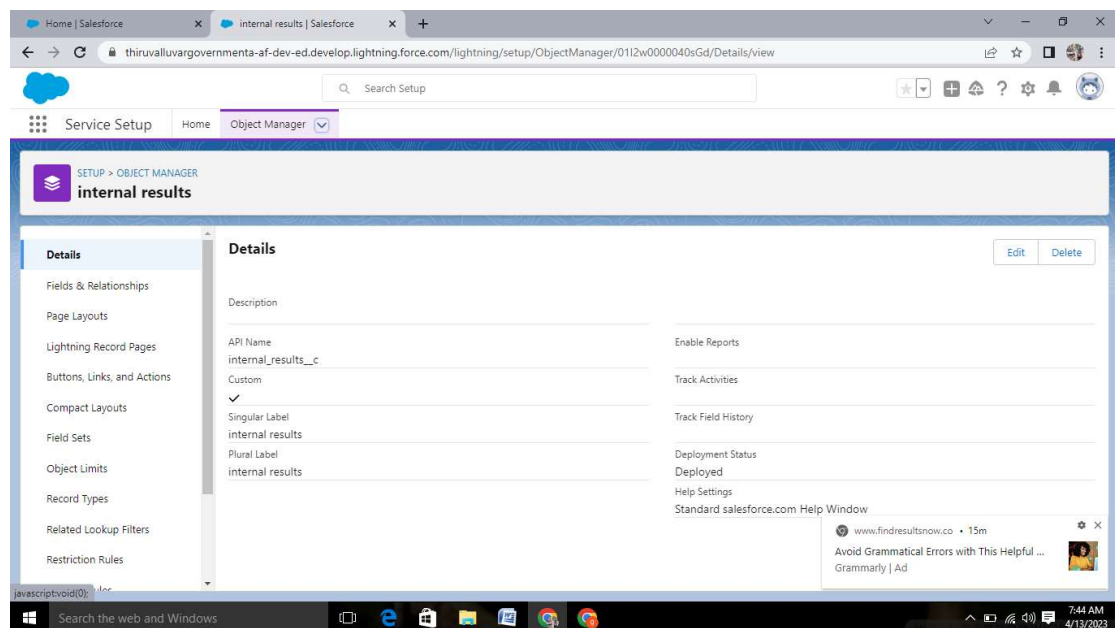 Home | Salesforce
internal results | Salesforce
thiruvalluvargovernmenta-af-dev-ed.develop.lightning.force.com/lightning/setup/ObjectManager/01I2w0000040sGd/Details/view
Search Setup
Service Setup
Home
Object Manager
SETUP > OBJECT MANAGER
internal results
Details
Fields & Relationships
Page Layouts
Lightning Record Pages
Buttons, Links, and Actions
Compact Layouts
Field Sets
Object Limits
Record Types
Related Lookup Filters
Restriction Rules
Details
Edit
Delete
Description
API Name
internal_results__c
Custom
Singular Label
internal results
Plural Label
internal results
Enable Reports
Track Activities
Track Field History
Deployment Status
Deployed
Help Settings
Standard salesforce.com Help Window
www.findresultsnow.co • 15m
Avoid Grammatical Errors with This Helpful ...
Grammarly | Ad
javascript:void(0);
Search the web and Windows
7:44 AM
4/13/2023